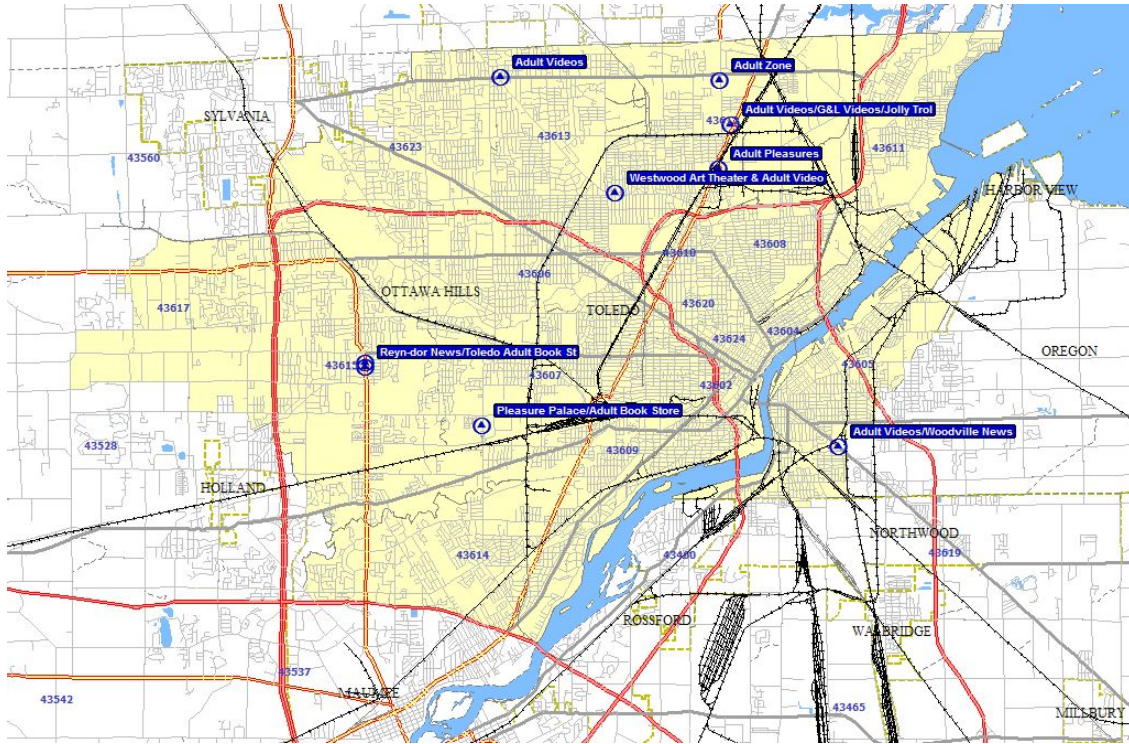 Adult Videos
Adult Zone
Adult Videos/G&L Videos/Jolly Trol
SYLVANIA
43613
43623
43611
43560
Adult Pleasures
Westwood Art Theater & Adult Video
HARBOR VIEW
43608
43610
43606
OTTAWA HILLS
43617
43620
TOLEDO
43604
43624
Reyn-dor News/Toledo Adult Book St
OREGON
43615
43605
43607
43602
Pleasure Palace/Adult Book Store
Adult Videos/Woodville News
43528
43609
HOLLAND
NORTHWOOD
43614
43619
43460
ROSSFORD
WALBRIDGE
43537
MAUMEE
43542
43465
MILLBURY